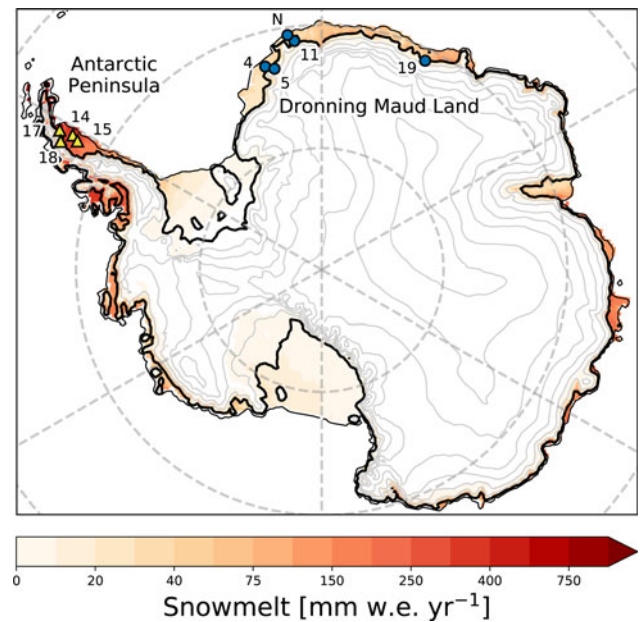 N
4
11
5
19
Antarctic
Peninsula
Dronning Maud Land
17
14
15
18
0 20 40 75 150 250 400 750
Snowmelt [mm w.e. yr⁻¹]